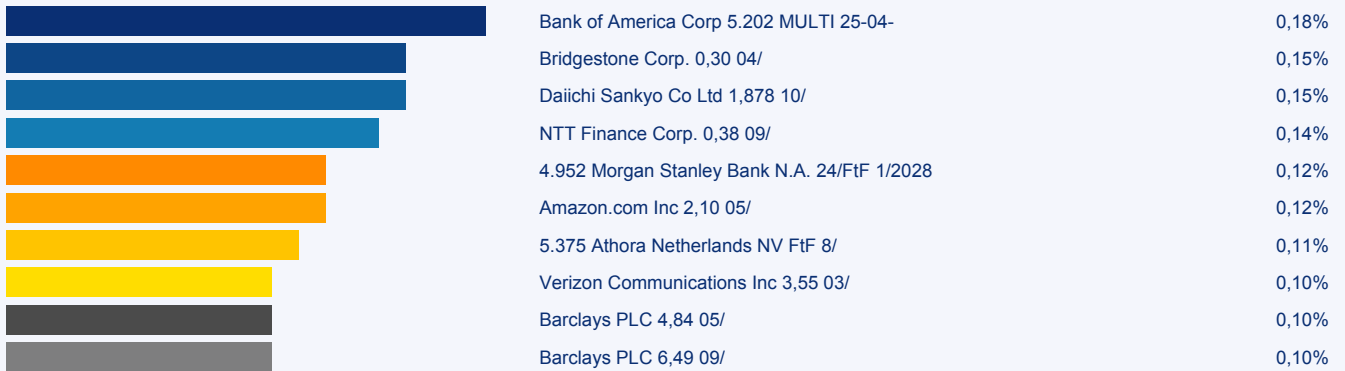 Bank of America Corp 5.202 MULTI 25-04- 0,18%
Bridgestone Corp. 0,30 04/ 0,15%
Daiichi Sankyo Co Ltd 1,878 10/ 0,15%
NTT Finance Corp. 0,38 09/ 0,14%
4.952 Morgan Stanley Bank N.A. 24/FtF 1/2028 0,12%
Amazon.com Inc 2,10 05/ 0,12%
5.375 Athora Netherlands NV FtF 8/ 0,11%
Verizon Communications Inc 3,55 03/ 0,10%
Barclays PLC 4,84 05/ 0,10%
Barclays PLC 6,49 09/ 0,10%